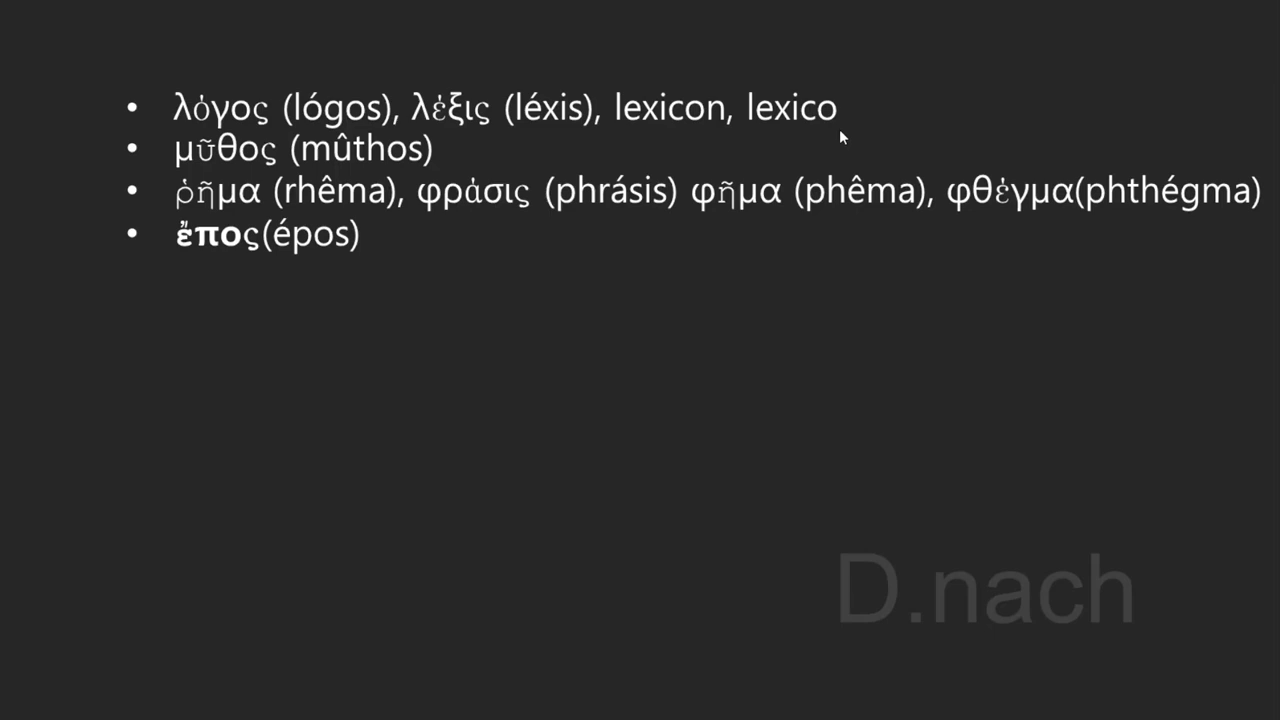 • λόγος (lógos), λέξις (léxis), lexicon, lexico
• μῦθος (mûthos)
• ῥῆμα (rhêma), φράσις (phrásis) φῆμα (phêma), φθέγμα(phthégma)
• ἔπος(épos)
D.nach